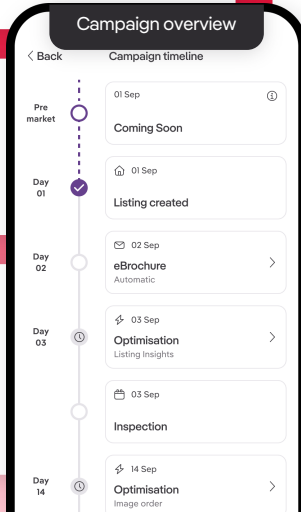 Campaign overview
Back
Campaign timeline
Pre
market
01 Sep
Coming Soon
Day
01
01 Sep
Listing created
Day
02
02 Sep
eBrochure
Automatic
Day
03
03 Sep
Optimisation
Listing Insights
03 Sep
Inspection
Day
14
14 Sep
Optimisation
Image order